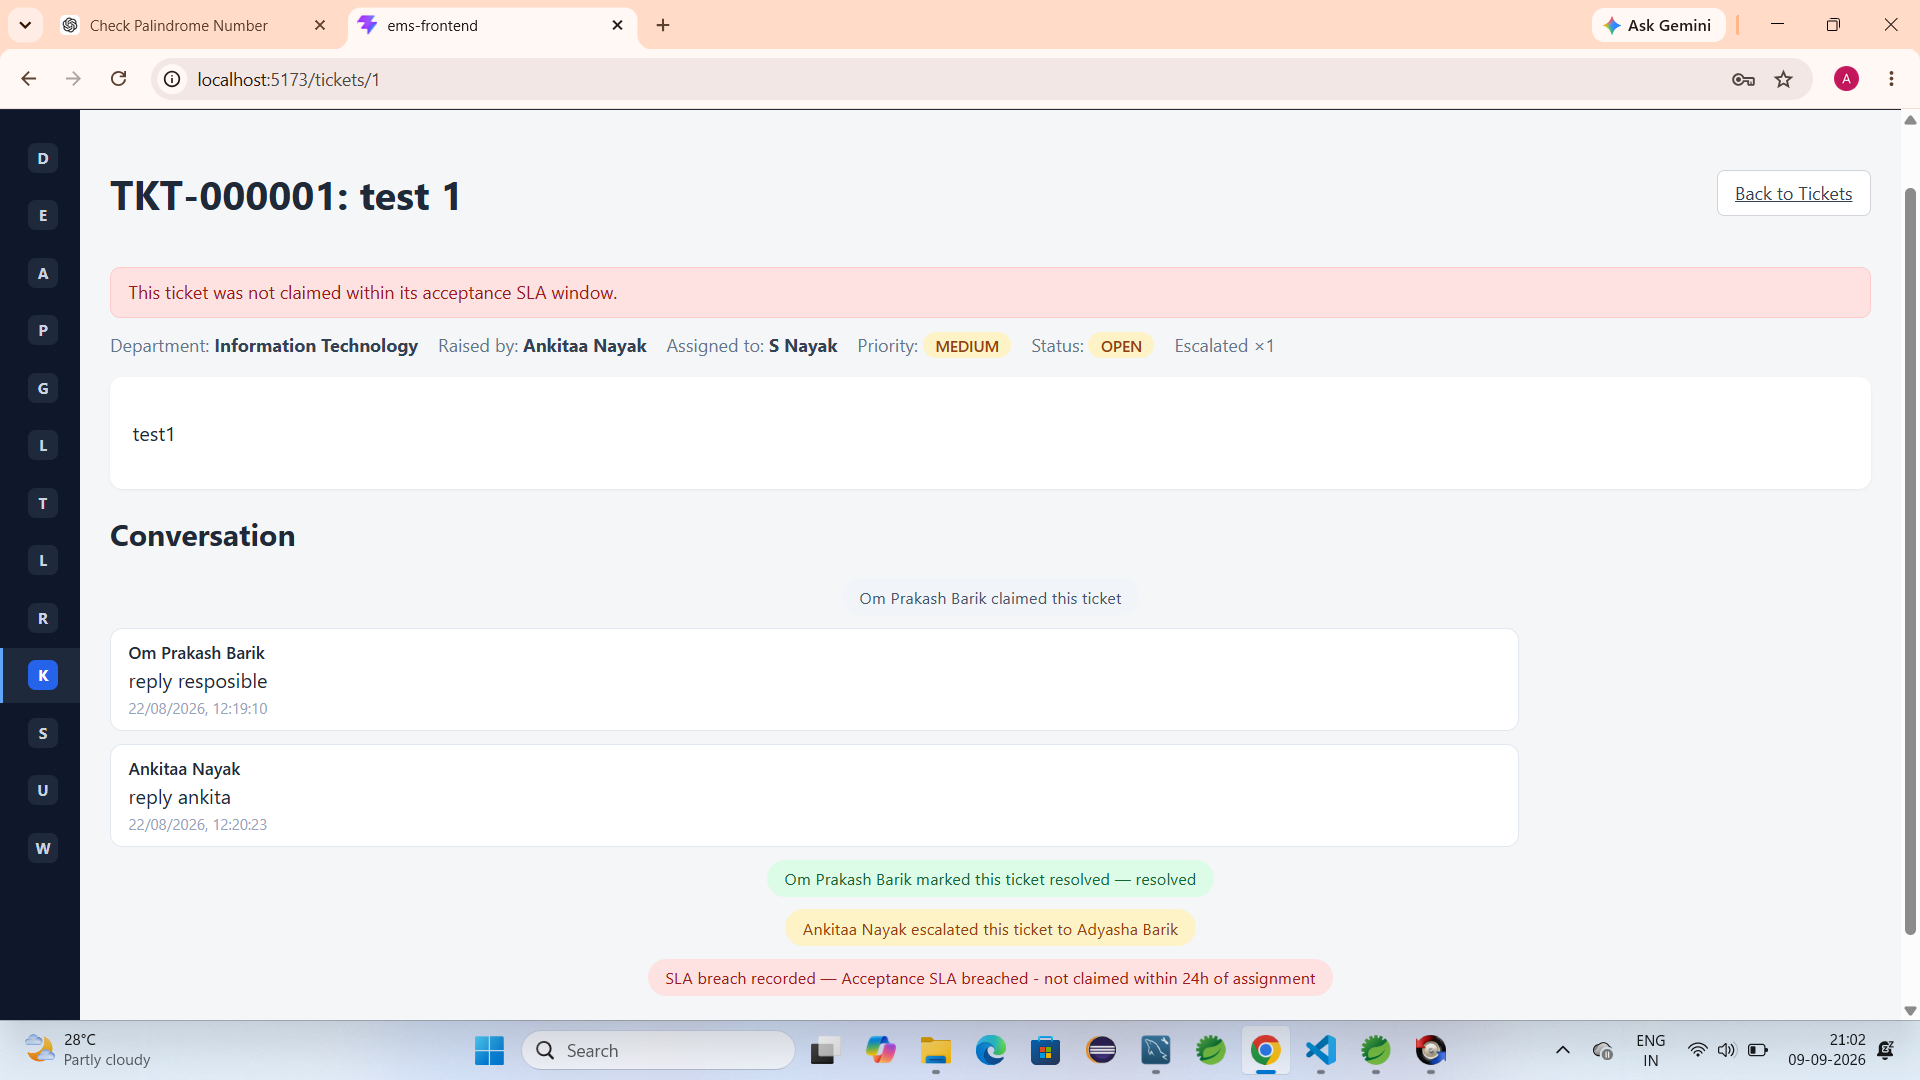 Check Palindrome Number
ems-frontend
Ask Gemini
localhost:5173/tickets/1
A
D
E
A
P
G
L
T
L
R
K
S
U
W
TKT-000001: test 1
Back to Tickets
This ticket was not claimed within its acceptance SLA window.
Department: Information Technology Raised by: Ankitaa Nayak Assigned to: S Nayak Priority: MEDIUM Status: OPEN Escalated ×1
test1
Conversation
Om Prakash Barik claimed this ticket
Om Prakash Barik
reply resposible
22/08/2026, 12:19:10
Ankitaa Nayak
reply ankita
22/08/2026, 12:20:23
Om Prakash Barik marked this ticket resolved — resolved
Ankitaa Nayak escalated this ticket to Adyasha Barik
SLA breach recorded — Acceptance SLA breached - not claimed within 24h of assignment
28°C
Partly cloudy
Search
ENG
IN
21:02
09-09-2026